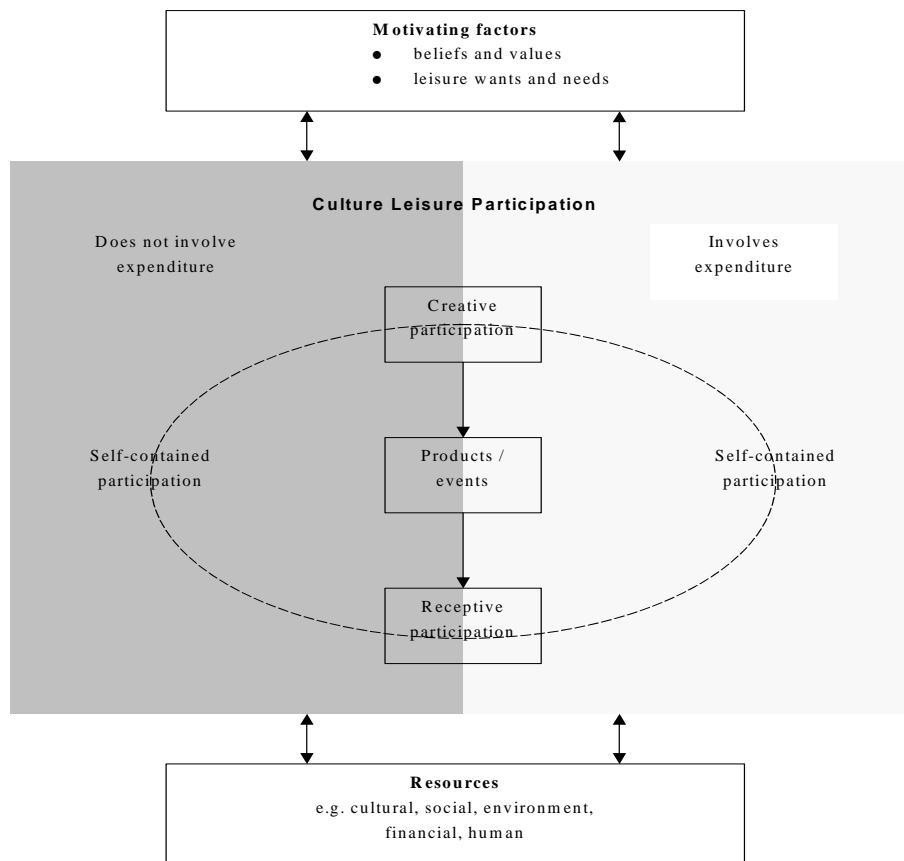 Motivating factors
● beliefs and values
● leisure wants and needs
Culture Leisure Participation
Does not involve
expenditure
Involves
expenditure
Creative
participation
Self-contained
participation
Products /
events
Self-contained
participation
Receptive
participation
Resources
e.g. cultural, social, environment,
financial, human